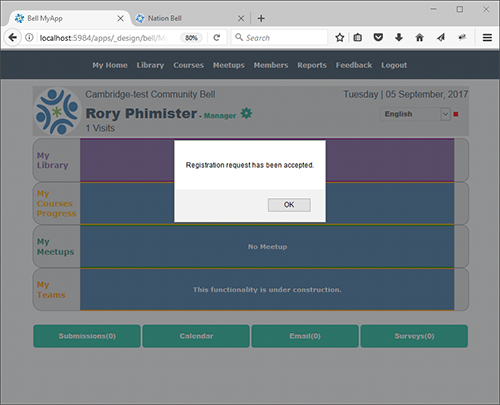 Bell MyApp
Nation Bell
localhost:5984/apps/_design/bell/M
80%
Search
My Home Library Courses Meetups Members Reports Feedback Logout
Cambridge-test Community Bell
Tuesday | 05 September, 2017
Rory Phimister - Manager
English
1 Visits
My
Library
Registration request has been accepted.
OK
My
Courses
Progress
My
Meetups
No Meetup
My
Teams
This functionality is under construction.
Submissions(0) Calendar Email(0) Surveys(0)